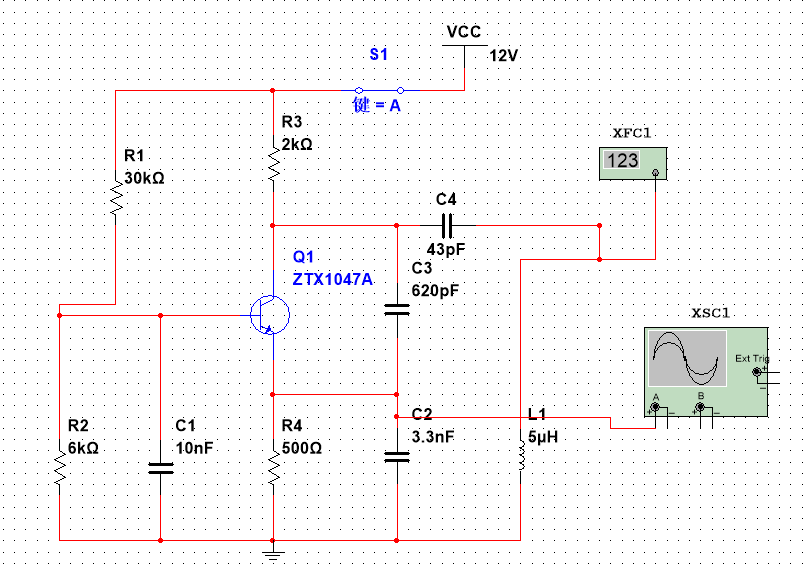 VCC
12V
S1
键 = A
R3
2kΩ
XFC1
123
R1
30kΩ
C4
43pF
Q1
ZTX1047A
C3
620pF
XSC1
Ext Trig
+
−
A
B
+
−
+
−
R2
6kΩ
C1
10nF
R4
500Ω
C2
3.3nF
L1
5μH